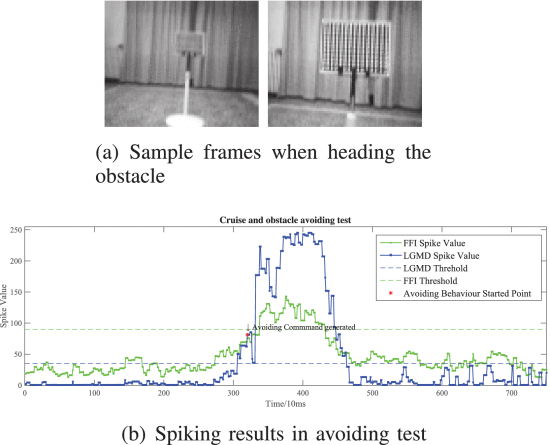 (a) Sample frames when heading the
obstacle
Cruise and obstacle avoiding test
250
200
150
100
50
0
Spike Value
FFI Spike Value
LGMD Spike Value
LGMD Threhold
FFI Threshold
Avoiding Behaviour Started Point
Avoiding Commmand generated
0 100 200 300 400 500 600 700
Time/10ms
(b) Spiking results in avoiding test